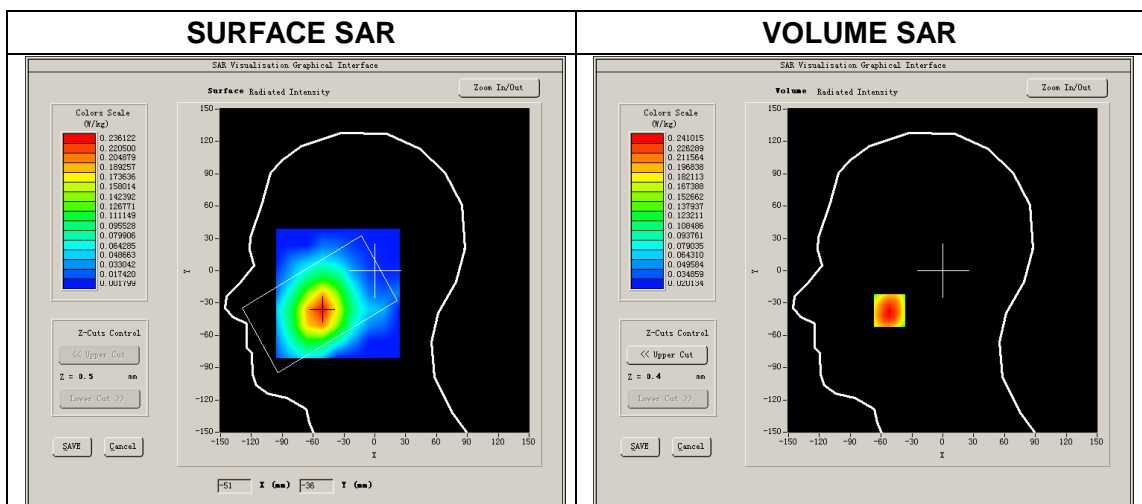 SURFACE SAR
SAR Visualisation Graphical Interface
Surface Radiated Intensity
Zoom In/Out
Colors Scale
(W/kg)
0.236122
0.220500
0.204879
0.189257
0.173636
0.158014
0.142392
0.126771
0.111149
0.095528
0.079906
0.064285
0.048663
0.033042
0.017420
0.001799
150
120
90
60
30
0
-30
-60
-90
-120
-150
Y
-150 -120 -90 -60 -30 0 30 60 90 120 150
X
Z-Cuts Control
<< Upper Cut
Z = 0.5 mm
Lower Cut >>
SAVE Cancel
-51 X (mm) -36 Y (mm)
VOLUME SAR
SAR Visualisation Graphical Interface
Volume Radiated Intensity
Zoom In/Out
Colors Scale
(W/kg)
0.241015
0.226289
0.211564
0.196838
0.182113
0.167388
0.152662
0.137937
0.123211
0.108486
0.093761
0.079035
0.064310
0.049584
0.034859
0.020134
150
120
90
60
30
0
-30
-60
-90
-120
-150
Y
-150 -120 -90 -60 -30 0 30 60 90 120 150
X
Z-Cuts Control
<< Upper Cut
Z = 0.4 mm
Lower Cut >>
SAVE Cancel